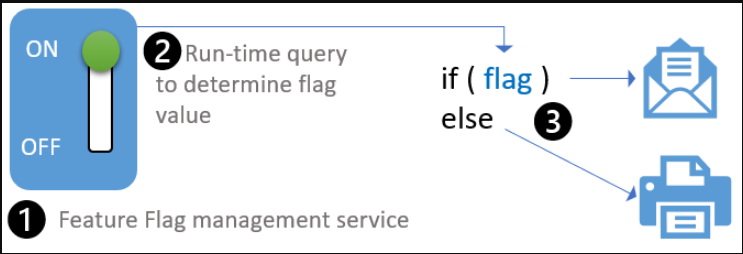 ON
OFF
2 Run-time query
to determine flag
value
if ( flag )
else
3
1 Feature Flag management service